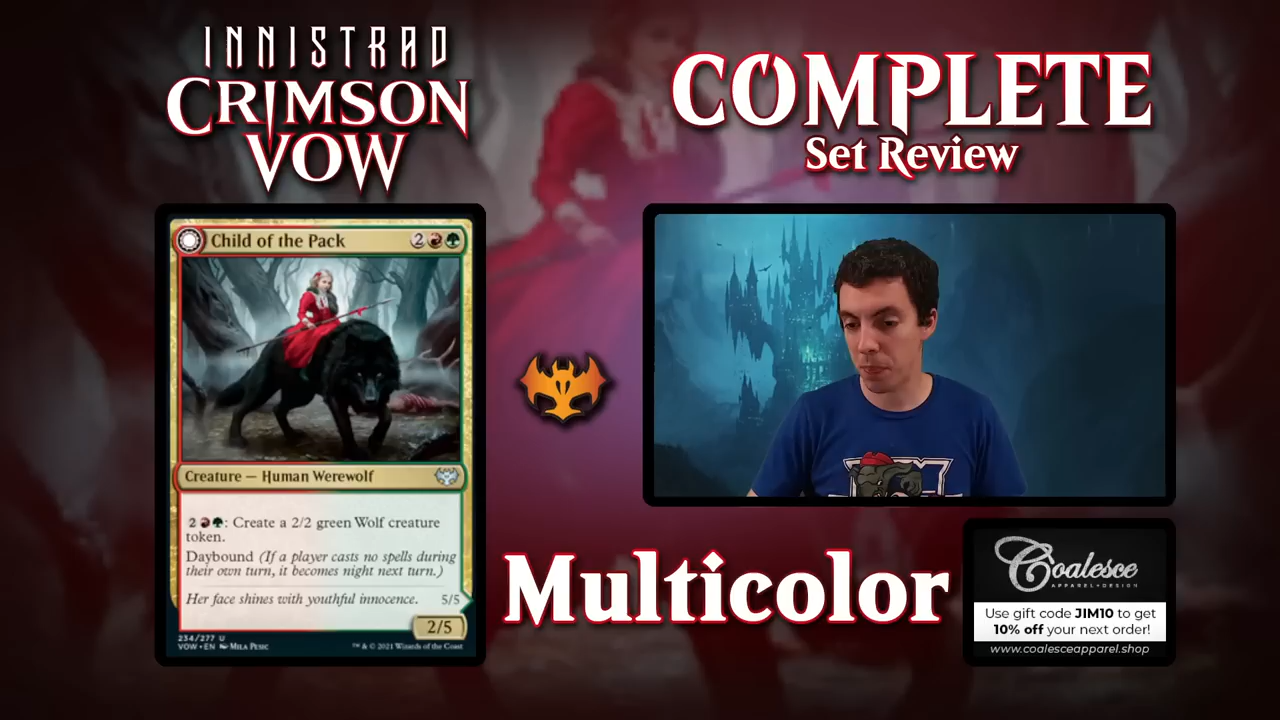 INNISTRAD
CRIMSON
VOW
COMPLETE
Set Review
Child of the Pack
2
Creature — Human Werewolf
2 : Create a 2/2 green Wolf creature
token.
Daybound (If a player casts no spells during
their own turn, it becomes night next turn.)
Her face shines with youthful innocence.
5/5
2/5
234/277 U
VOW • EN Mila Pesic
™ & © 2021 Wizards of the Coast
Multicolor
Coalesce
APPAREL+DESIGN
Use gift code JIM10 to get
10% off your next order!
www.coalesceapparel.shop